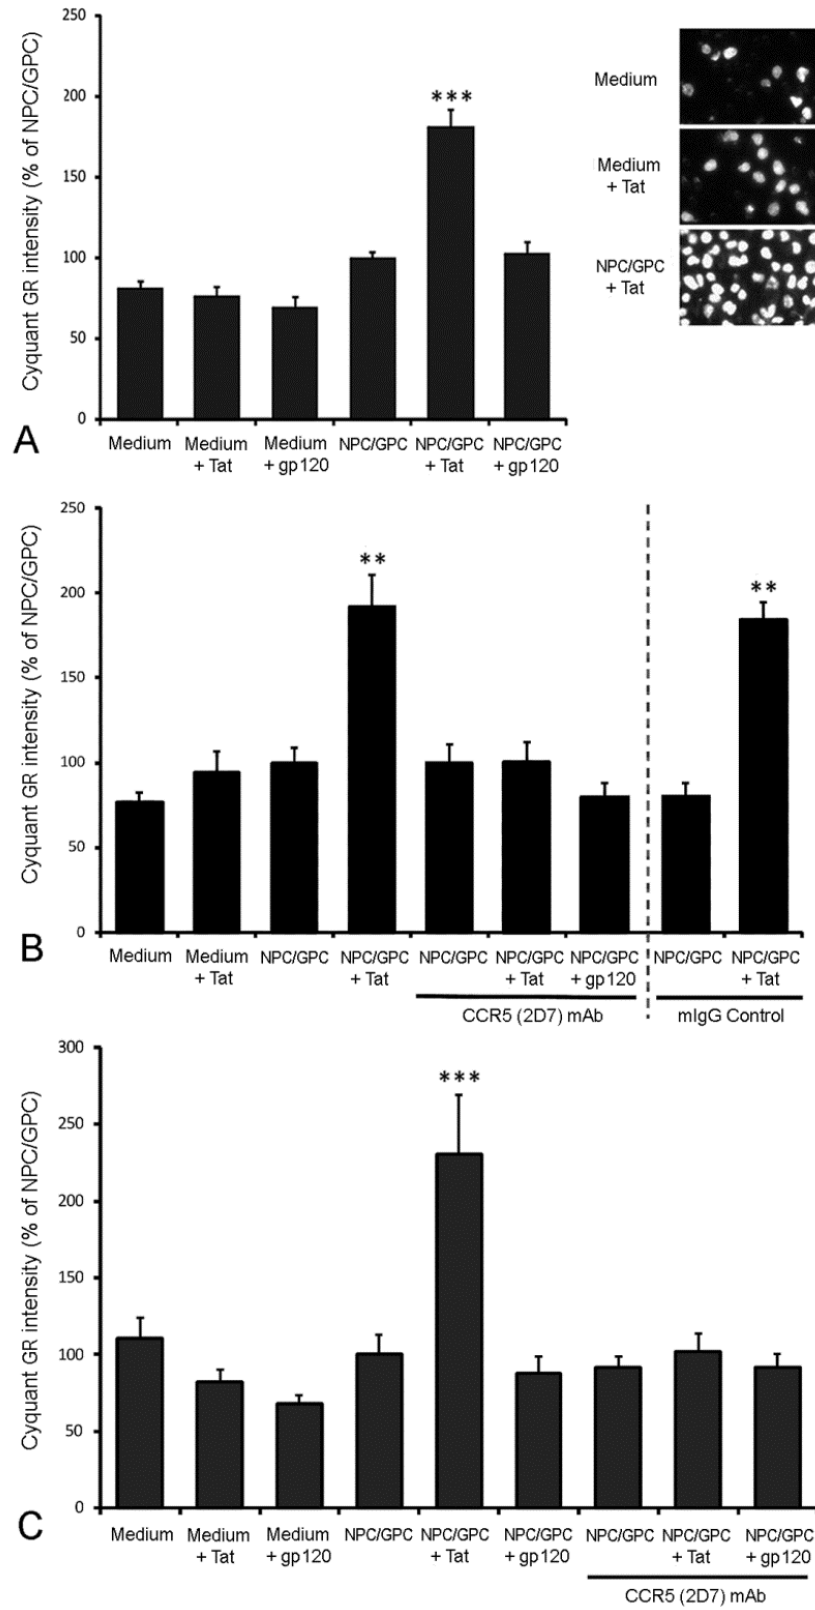 Cyquant GR intensity (% of NPC/GPC)
250
200
150
100
50
0
***
Medium
Medium
+ Tat
Medium
+ gp120
NPC/GPC
NPC/GPC
+ Tat
NPC/GPC
+ gp120
A
Medium
Medium
+ Tat
NPC/GPC
+ Tat
Cyquant GR intensity (% of NPC/GPC)
250
200
150
100
50
0
**
**
Medium
Medium
+ Tat
NPC/GPC
NPC/GPC
+ Tat
NPC/GPC
NPC/GPC
+ Tat
NPC/GPC
+ gp120
NPC/GPC
NPC/GPC
+ Tat
CCR5 (2D7) mAb
mIgG Control
B
Cyquant GR intensity (% of NPC/GPC)
300
250
200
150
100
50
0
***
Medium
Medium
+ Tat
Medium
+ gp120
NPC/GPC
NPC/GPC
+ Tat
NPC/GPC
+ gp120
NPC/GPC
NPC/GPC
+ Tat
NPC/GPC
+ gp120
CCR5 (2D7) mAb
C